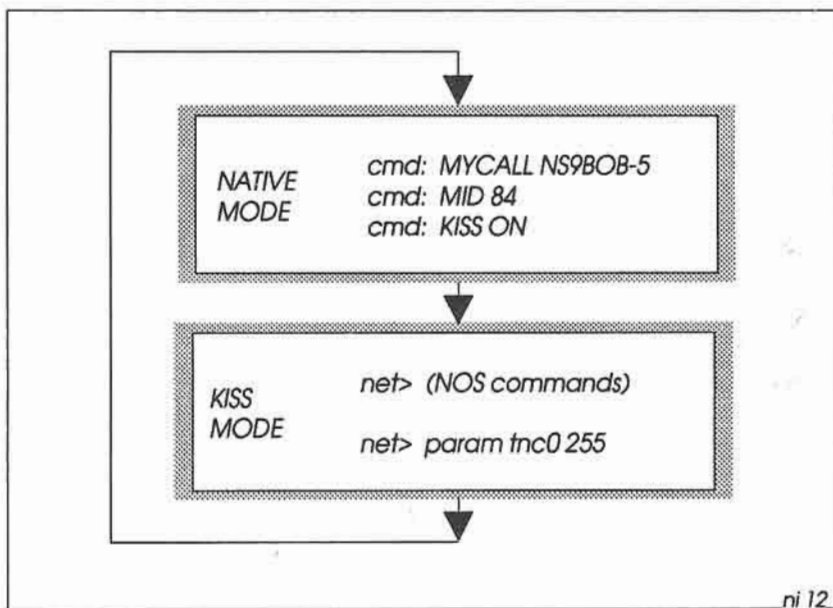 NATIVE
MODE
cmd: MYCALL NS9BOB-5
cmd: MID 84
cmd: KISS ON
KISS
MODE
net> (NOS commands)
net> param tnc0 255
ni 12